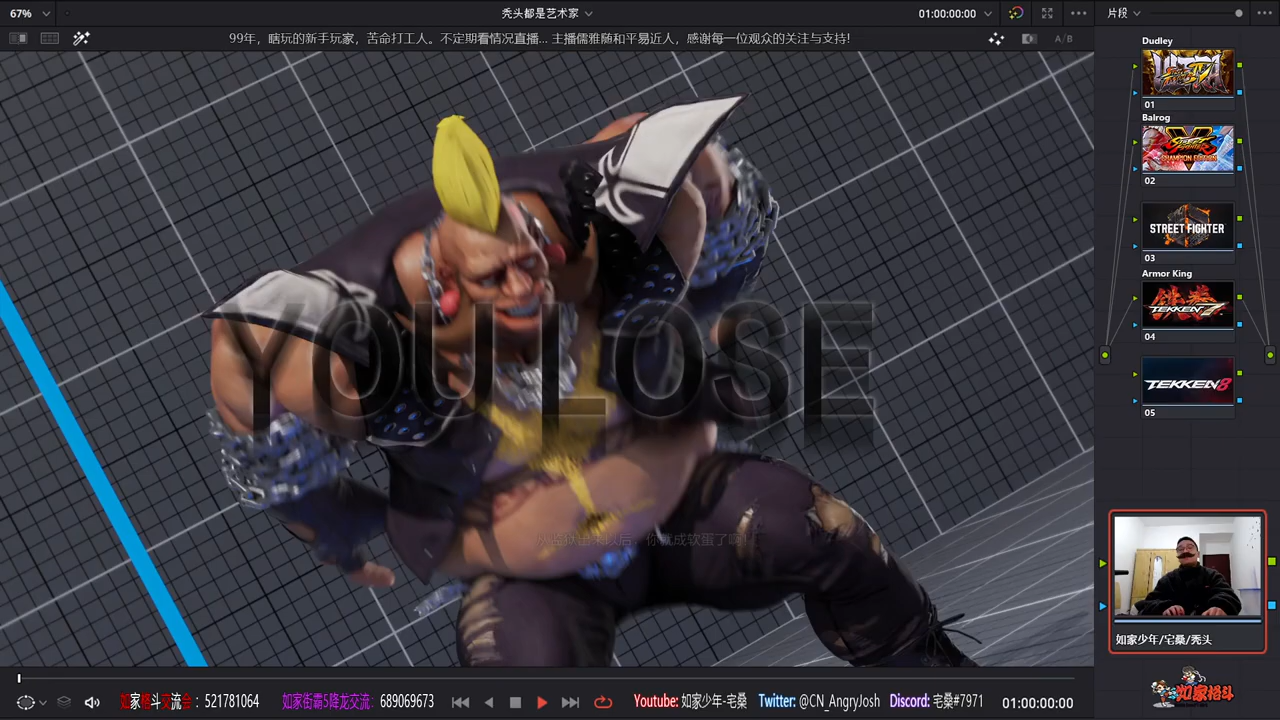 67%
秃头都是艺术家
01:00:00:00
片段
99年，瞎玩的新手玩家，苦命打工人。不定期看情况直播... 主播儒雅随和平易近人，感谢每一位观众的关注与支持!
A/B
Dudley
01
Balrog
STREET FIGHTER
CHAMPION EDITION
02
STREET FIGHTER
03
Armor King
鉄拳
TEKKEN 7
04
TEKKEN 8
05
YOU LOSE
如家少年/宅桑/秃头
如家格斗交流会： 521781064
如家街霸5降龙交流: 689069673
Youtube: 如家少年-宅桑
Twitter: @CN_AngryJosh
Discord: 宅桑#7971
01:00:00:00
如家格斗